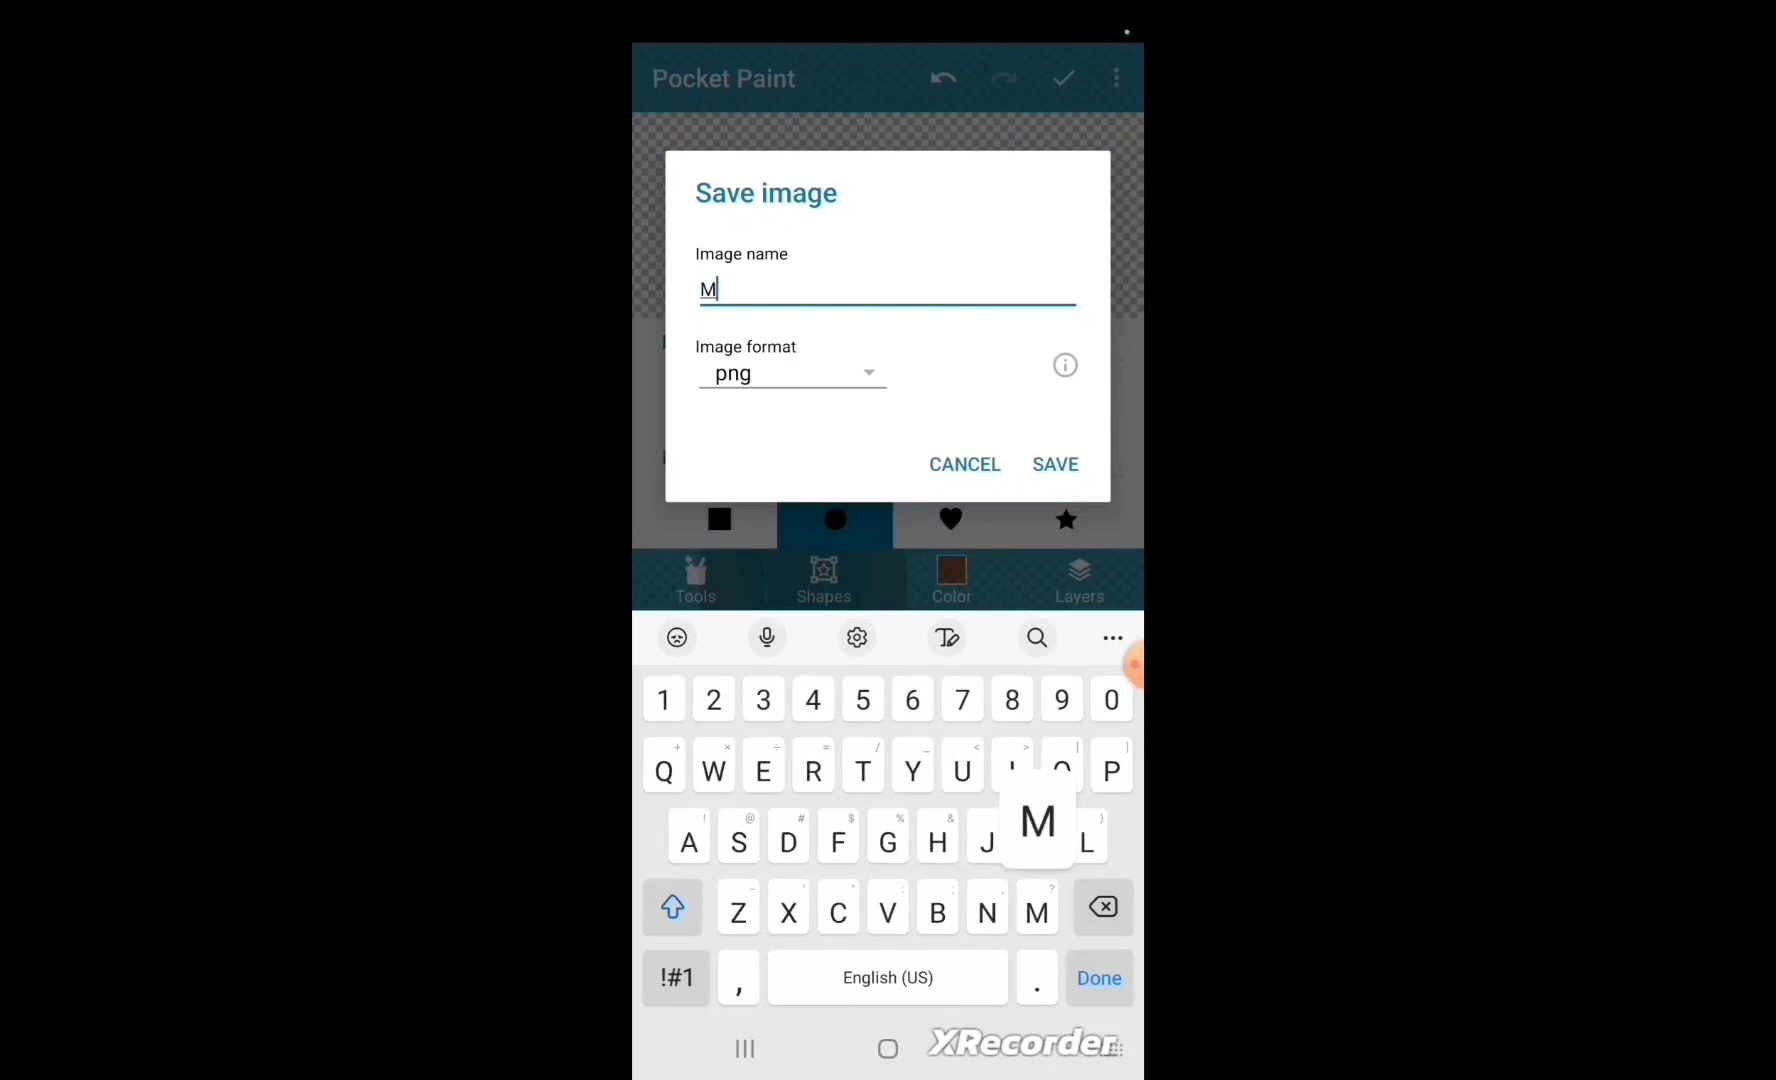 Pocket Paint
Save image
Image name
M
Image format
png
CANCEL SAVE
Tools Shapes Color Layers
1 2 3 4 5 6 7 8 9 0
+ × ÷ = / _ < > [ ]
Q W E R T Y U P
! @ # $ % & )
A S D F G H J M L
- ' " : ; , ?
Z X C V B N M
!#1 , English (US) . Done
XRecorder